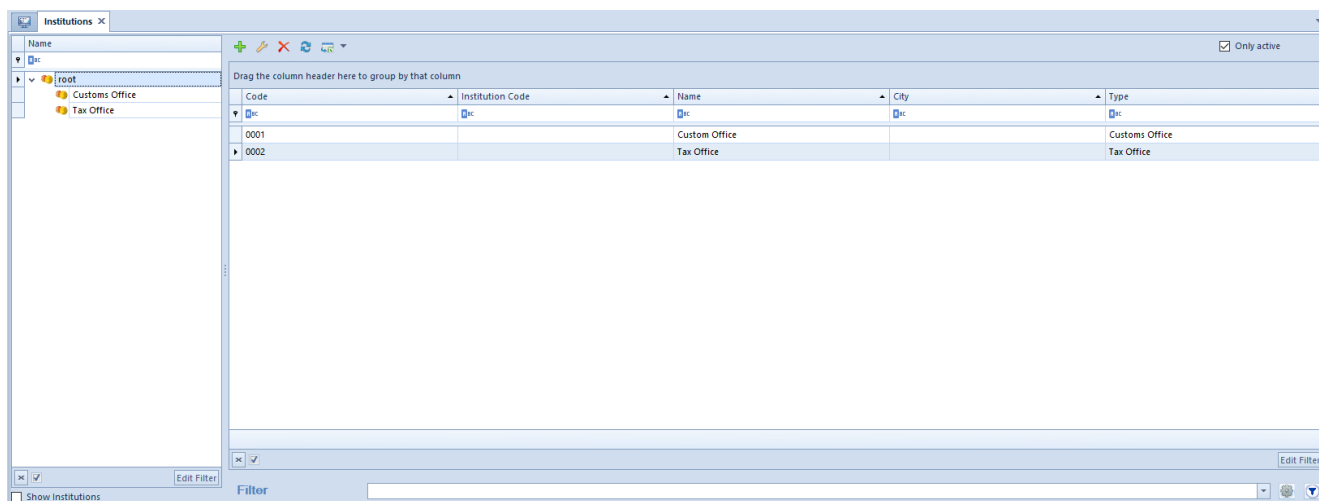 Institutions
Name
root
Customs Office
Tax Office
Edit Filter
Show Institutions
Only active
Drag the column header here to group by that column
Code Institution Code Name City Type
0001 Custom Office Customs Office
0002 Tax Office Tax Office
Edit Filter
Filter